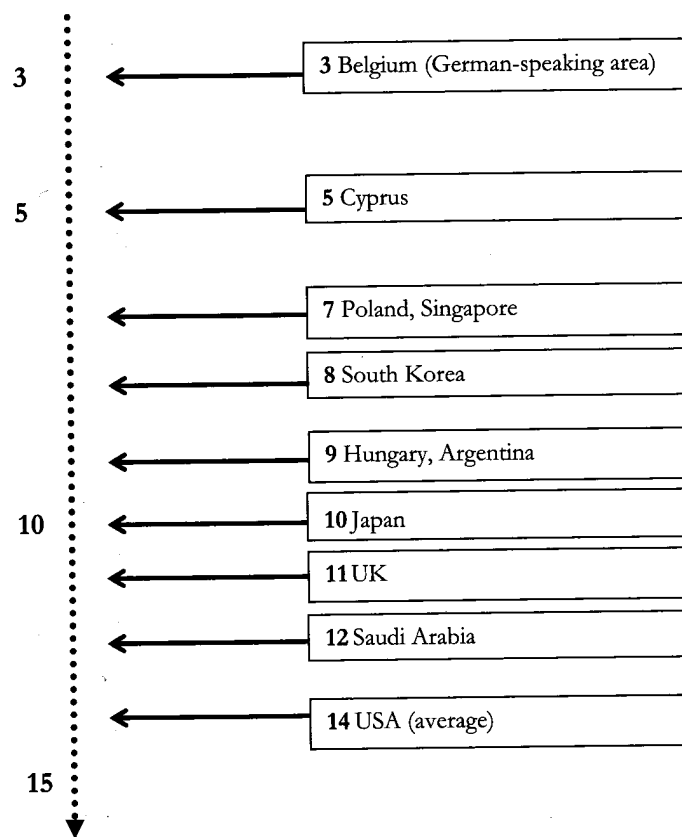 3
3 Belgium (German-speaking area)
5
5 Cyprus
7 Poland, Singapore
8 South Korea
9 Hungary, Argentina
10
10 Japan
11 UK
12 Saudi Arabia
14 USA (average)
15